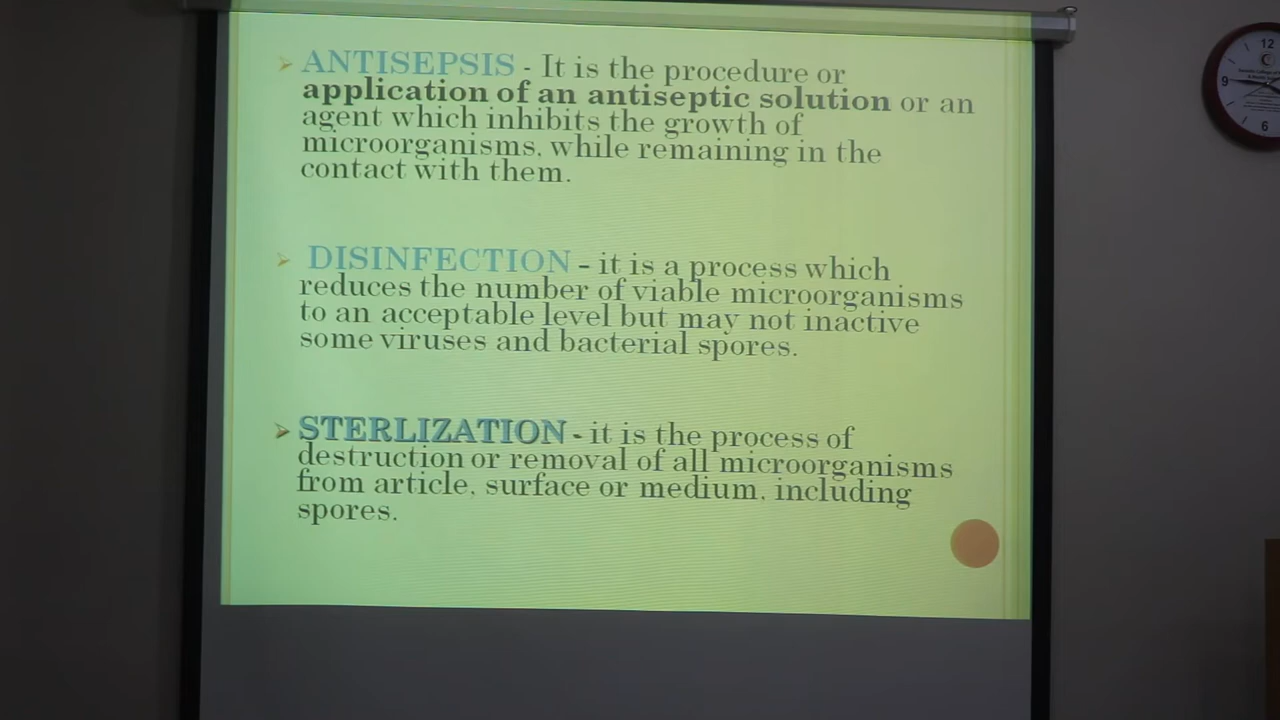 ANTISEPSIS - It is the procedure or
application of an antiseptic solution or an
agent which inhibits the growth of
microorganisms, while remaining in the
contact with them.
DISINFECTION - it is a process which
reduces the number of viable microorganisms
to an acceptable level but may not inactive
some viruses and bacterial spores.
STERLIZATION - it is the process of
destruction or removal of all microorganisms
from article, surface or medium, including
spores.
12
9
6